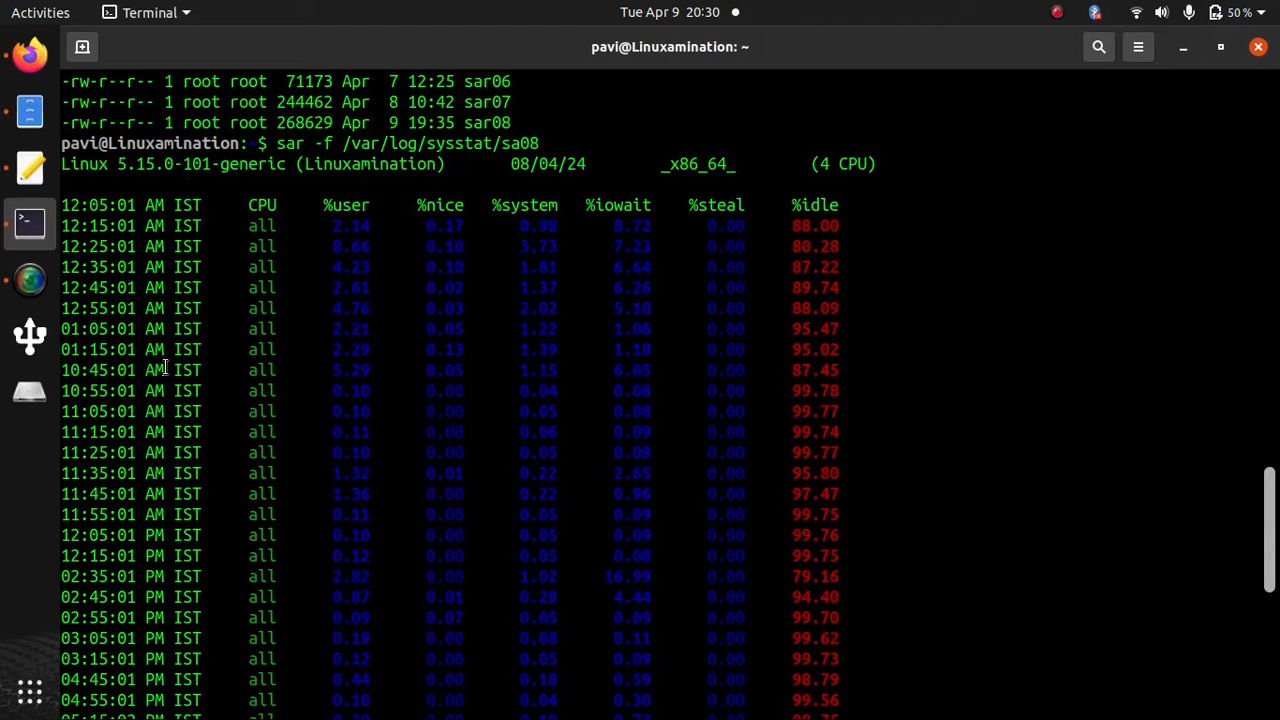 Activities Terminal Tue Apr 9 20:30 50 %
pavi@Linuxamination: ~
-rw-r--r-- 1 root root  71173 Apr  7 12:25 sar06
-rw-r--r-- 1 root root 244462 Apr  8 10:42 sar07
-rw-r--r-- 1 root root 268629 Apr  9 19:35 sar08
pavi@Linuxamination:~$ sar -f /var/log/sysstat/sa08
Linux 5.15.0-101-generic (Linuxamination) 08/04/24 _x86_64_ (4 CPU)
12:05:01 AM IST CPU %user %nice %system %iowait %steal %idle
12:15:01 AM IST all 2.14 0.17 0.98 8.72 0.00 88.00
12:25:01 AM IST all 8.66 0.10 3.73 7.23 0.00 80.28
12:35:01 AM IST all 4.23 0.10 1.81 6.64 0.00 87.22
12:45:01 AM IST all 2.61 0.02 1.37 6.26 0.00 89.74
12:55:01 AM IST all 4.76 0.03 2.02 5.10 0.00 88.09
01:05:01 AM IST all 2.21 0.05 1.22 1.06 0.00 95.47
01:15:01 AM IST all 2.29 0.13 1.39 1.18 0.00 95.02
10:45:01 AM IST all 5.29 0.05 1.15 6.05 0.00 87.45
10:55:01 AM IST all 0.10 0.00 0.04 0.08 0.00 99.78
11:05:01 AM IST all 0.10 0.00 0.05 0.08 0.00 99.77
11:15:01 AM IST all 0.11 0.00 0.06 0.09 0.00 99.74
11:25:01 AM IST all 0.10 0.00 0.05 0.08 0.00 99.77
11:35:01 AM IST all 1.32 0.01 0.22 2.65 0.00 95.80
11:45:01 AM IST all 1.36 0.00 0.22 0.96 0.00 97.47
11:55:01 AM IST all 0.11 0.00 0.05 0.09 0.00 99.75
12:05:01 PM IST all 0.10 0.00 0.05 0.09 0.00 99.76
12:15:01 PM IST all 0.12 0.00 0.05 0.08 0.00 99.75
02:35:01 PM IST all 2.82 0.00 1.02 16.99 0.00 79.16
02:45:01 PM IST all 0.87 0.01 0.28 4.44 0.00 94.40
02:55:01 PM IST all 0.09 0.07 0.05 0.09 0.00 99.70
03:05:01 PM IST all 0.19 0.00 0.08 0.11 0.00 99.62
03:15:01 PM IST all 0.12 0.00 0.05 0.09 0.00 99.73
04:45:01 PM IST all 0.44 0.00 0.18 0.59 0.00 98.79
04:55:01 PM IST all 0.10 0.00 0.04 0.30 0.00 99.56